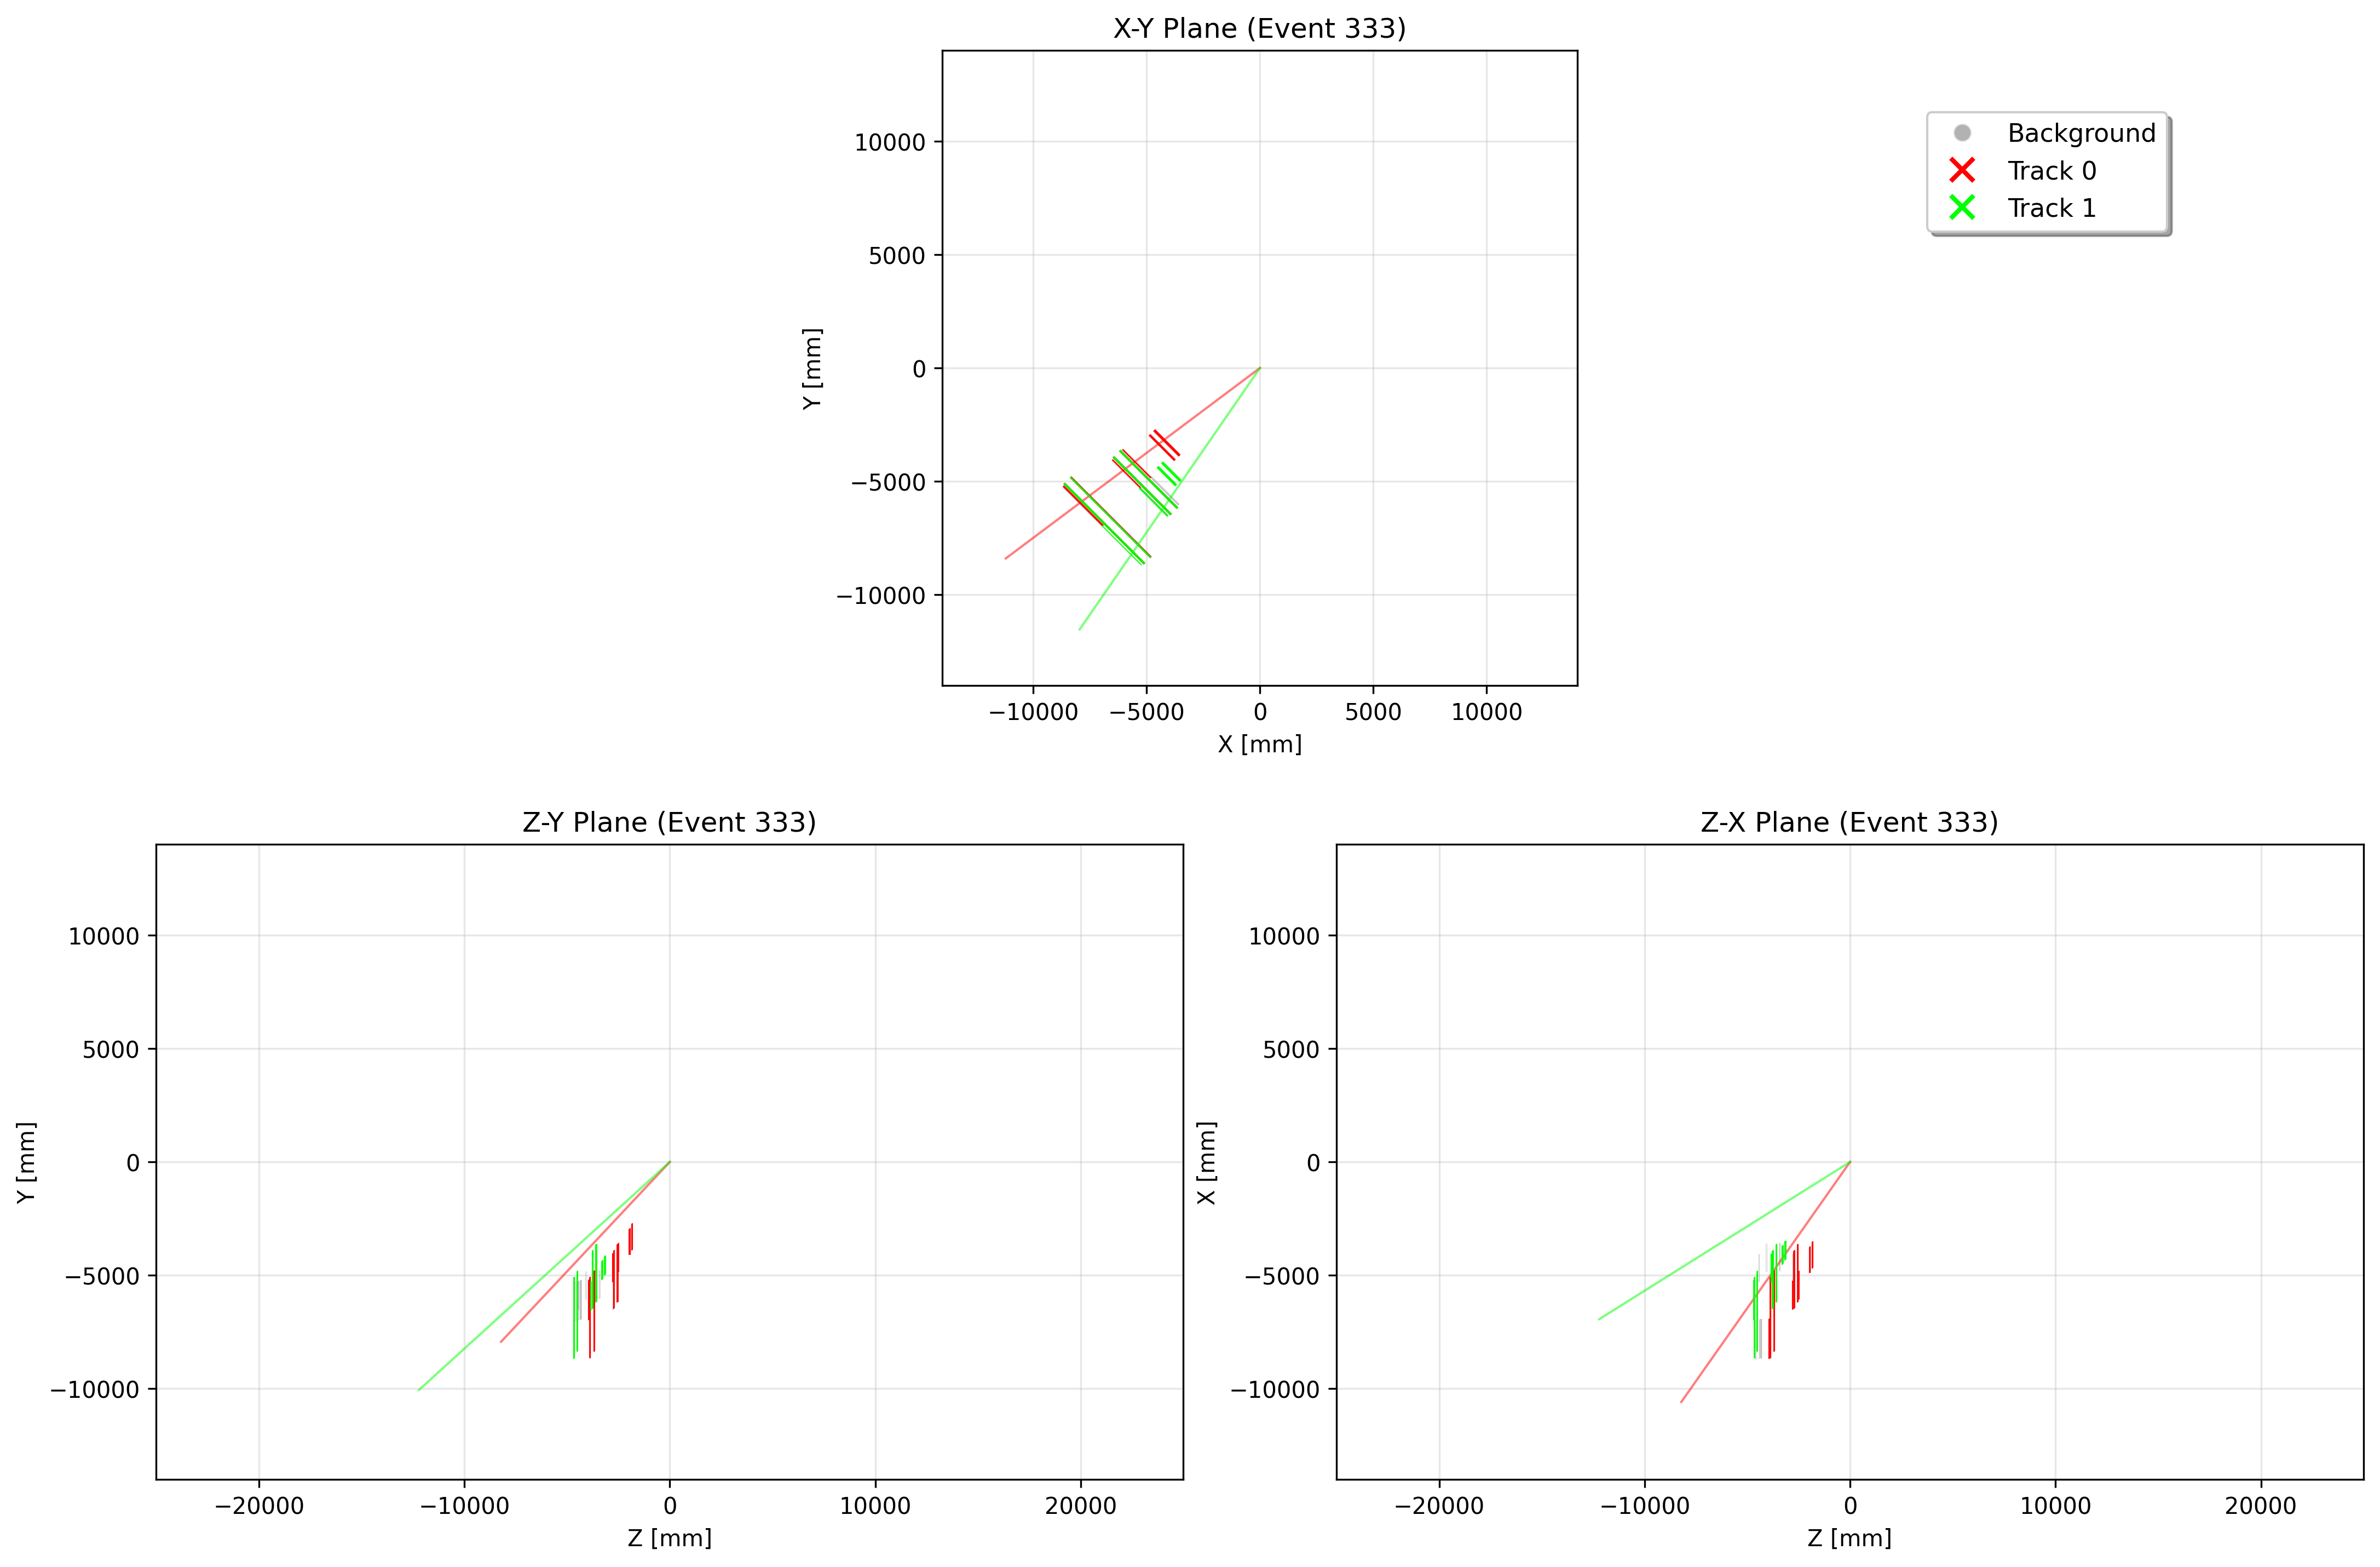 X-Y Plane (Event 333)
Y [mm]
10000
5000
0
−5000
−10000
−10000 −5000 0 5000 10000
X [mm]
Background
Track 0
Track 1
Z-Y Plane (Event 333)
Y [mm]
10000
5000
0
−5000
−10000
−20000 −10000 0 10000 20000
Z [mm]
Z-X Plane (Event 333)
X [mm]
10000
5000
0
−5000
−10000
−20000 −10000 0 10000 20000
Z [mm]